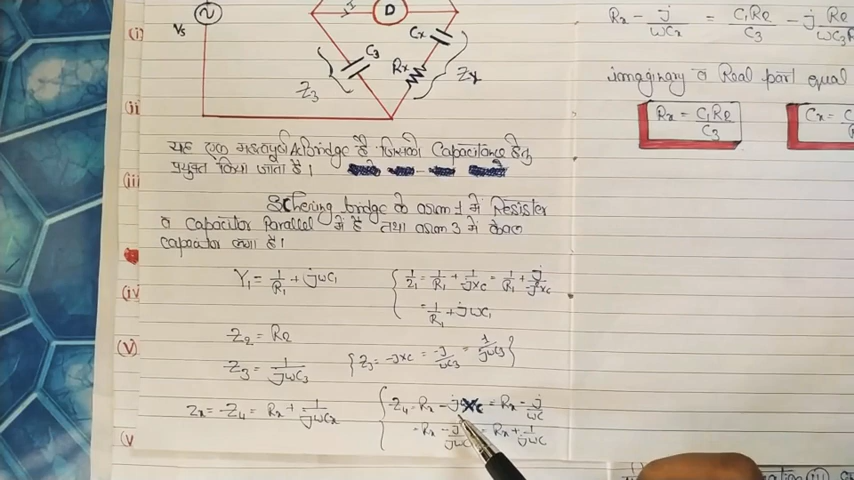 (i)
Vs
D
C3
Z3
Cx
Rx
Zx
(ii
यह एक महत्वपूर्ण A.C Bridge है जिसको Capacitance हेतु
प्रयुक्त किया जाता है।
(iii)
Schering bridge के arm 1 में Resister
व Capacitor Parallel में है तथा arm 3 में केवल
capacitor लगा है।
(iv
Y1 = 1/R1 + jωC1
{ 1/Z1 = 1/R1 + 1/-jxc = 1/R1 + j/-j²xc
= 1/R1 + jωC1
(v)
Z2 = R2
Z3 = 1/jωC3
{ Z3 = -jxc = -j/ωC3 = 1/jωC3 }
(v
Zx = Z4 = Rx + 1/jωCx
{ Z4 = Rx - jxc = Rx - j/ωC
= Rx - j/jωC = Rx + 1/jωC
Rx - j/ωCx = C1R2/C3 - j R2/ωC3R
imaginary व Real part equal
Rx = C1R2/C3
Cx = C